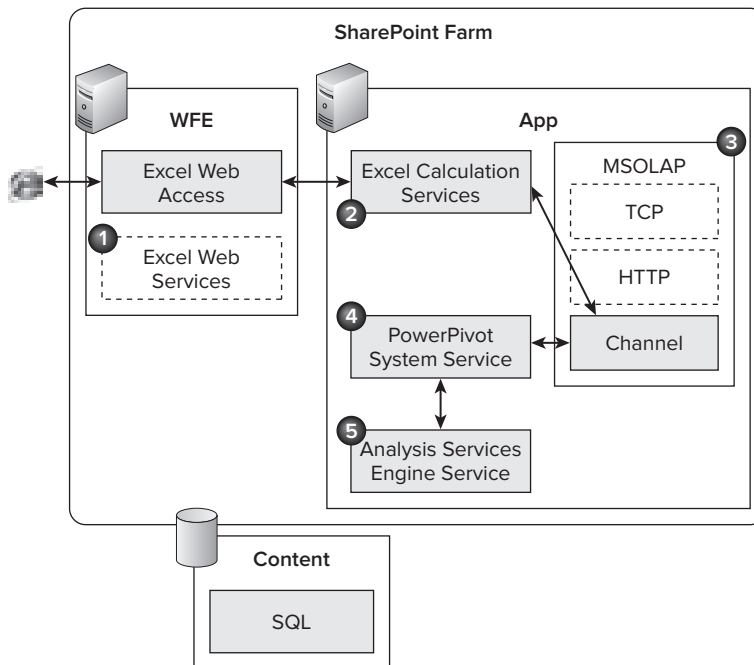 SharePoint Farm
WFE
Excel Web
Access
1
Excel Web
Services
App
Excel Calculation
Services
2
3
MSOLAP
TCP
HTTP
Channel
4
PowerPivot
System Service
5
Analysis Services
Engine Service
Content
SQL